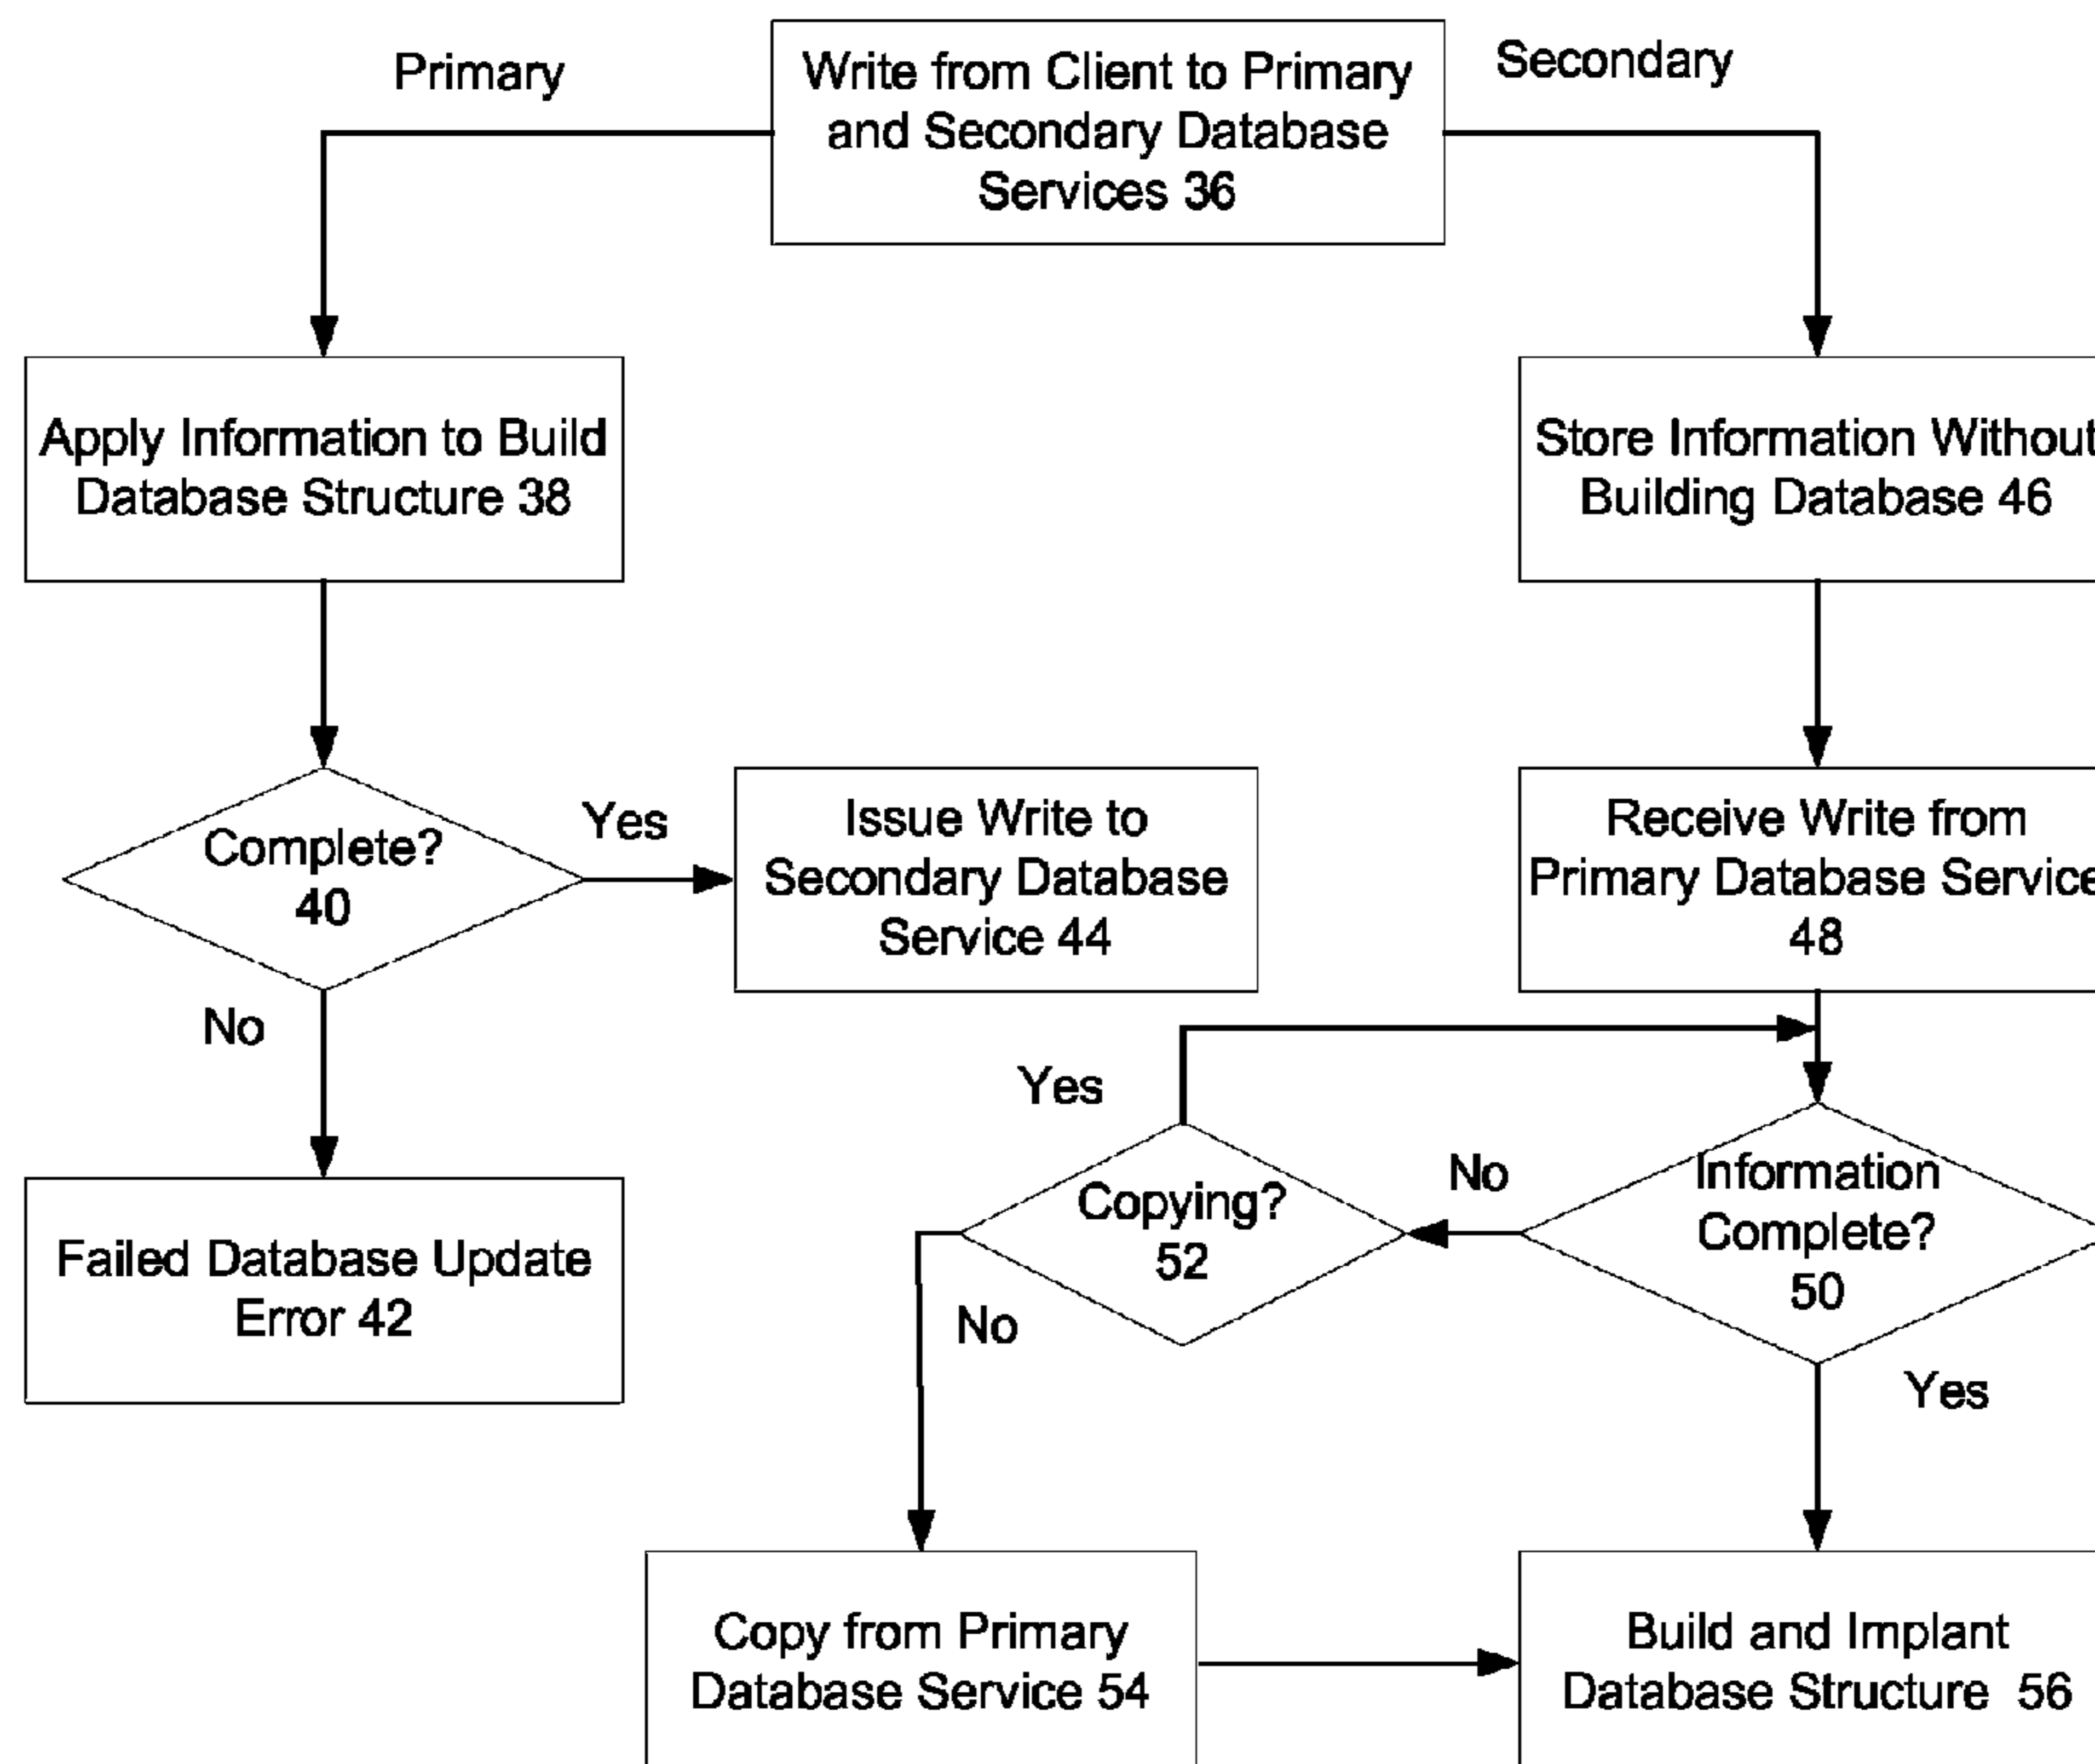 Primary
Write from Client to Primary
and Secondary Database
Services 36
Secondary
Apply Information to Build
Database Structure 38
Store Information Without
Building Database 46
Complete?
40
Yes
No
Issue Write to
Secondary Database
Service 44
Receive Write from
Primary Database Service
48
Failed Database Update
Error 42
Yes
Copying?
52
No
No
Information
Complete?
50
Yes
Copy from Primary
Database Service 54
Build and Implant
Database Structure 56